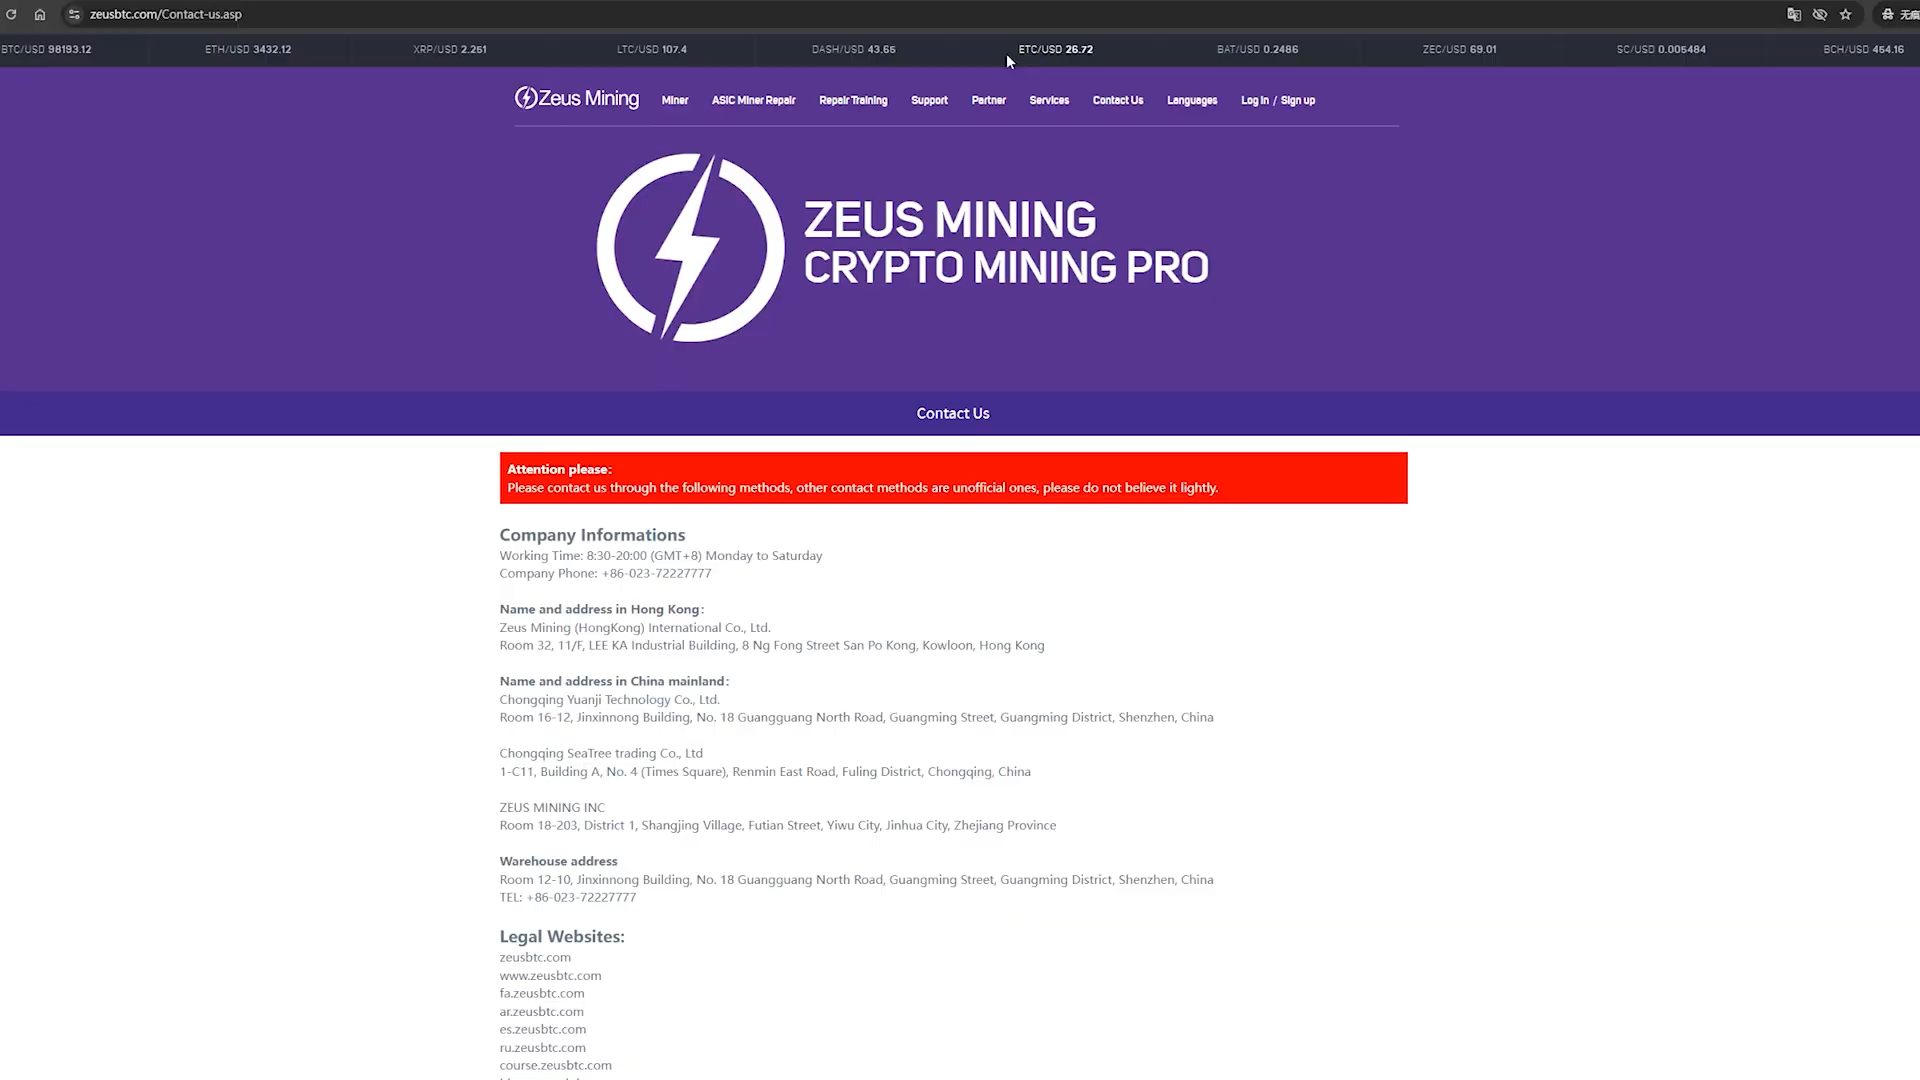 zeusbtc.com/Contact-us.asp
BTC/USD 98193.12 ETH/USD 3432.12 XRP/USD 2.251 LTC/USD 107.4 DASH/USD 43.65 ETC/USD 26.72 BAT/USD 0.2486 ZEC/USD 69.01 SC/USD 0.005484 BCH/USD 454.16
Zeus Mining Miner ASIC Miner Repair Repair Training Support Partner Services Contact Us Languages Log in / Sign up
ZEUS MINING
CRYPTO MINING PRO
Contact Us
Attention please:
Please contact us through the following methods, other contact methods are unofficial ones, please do not believe it lightly.
Company Informations
Working Time: 8:30-20:00 (GMT+8) Monday to Saturday
Company Phone: +86-023-72227777
Name and address in Hong Kong:
Zeus Mining (HongKong) International Co., Ltd.
Room 32, 11/F, LEE KA Industrial Building, 8 Ng Fong Street San Po Kong, Kowloon, Hong Kong
Name and address in China mainland:
Chongqing Yuanji Technology Co., Ltd.
Room 16-12, Jinxinnong Building, No. 18 Guangguang North Road, Guangming Street, Guangming District, Shenzhen, China
Chongqing SeaTree trading Co., Ltd
1-C11, Building A, No. 4 (Times Square), Renmin East Road, Fuling District, Chongqing, China
ZEUS MINING INC
Room 18-203, District 1, Shangjing Village, Futian Street, Yiwu City, Jinhua City, Zhejiang Province
Warehouse address
Room 12-10, Jinxinnong Building, No. 18 Guangguang North Road, Guangming Street, Guangming District, Shenzhen, China
TEL: +86-023-72227777
Legal Websites:
zeusbtc.com
www.zeusbtc.com
fa.zeusbtc.com
ar.zeusbtc.com
es.zeusbtc.com
ru.zeusbtc.com
course.zeusbtc.com